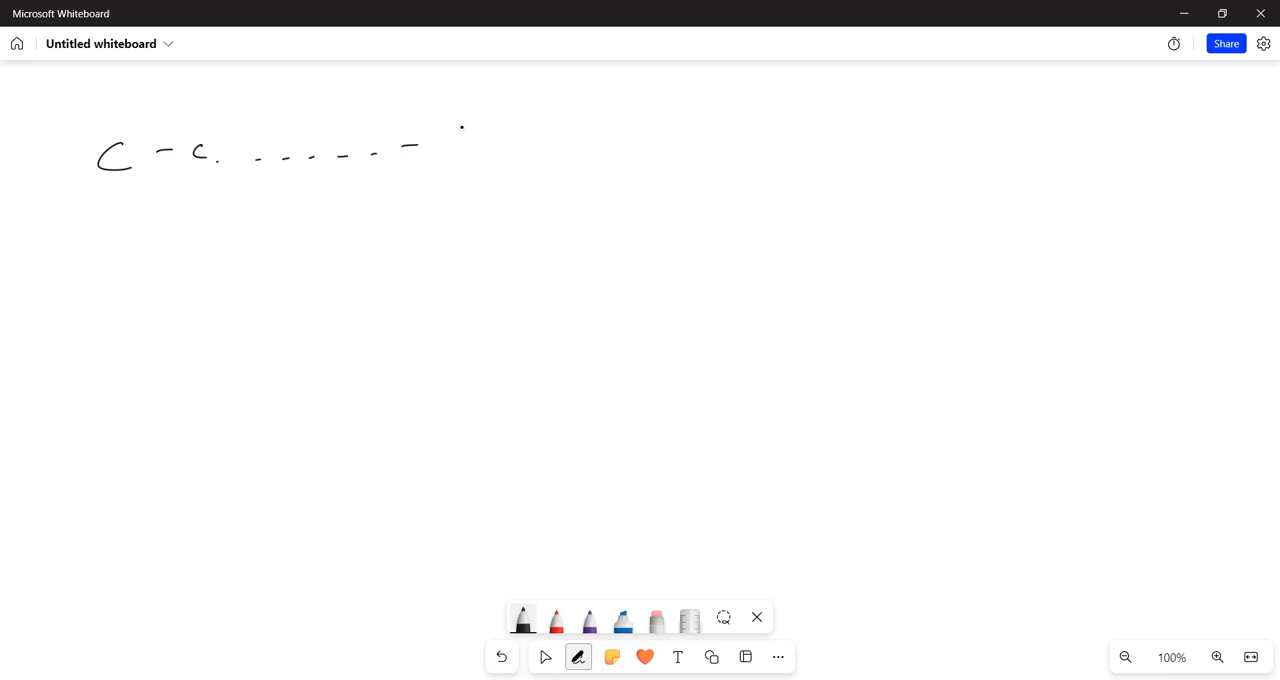 Microsoft Whiteboard
Untitled whiteboard
Share
C - c. . . . . . . -
100%